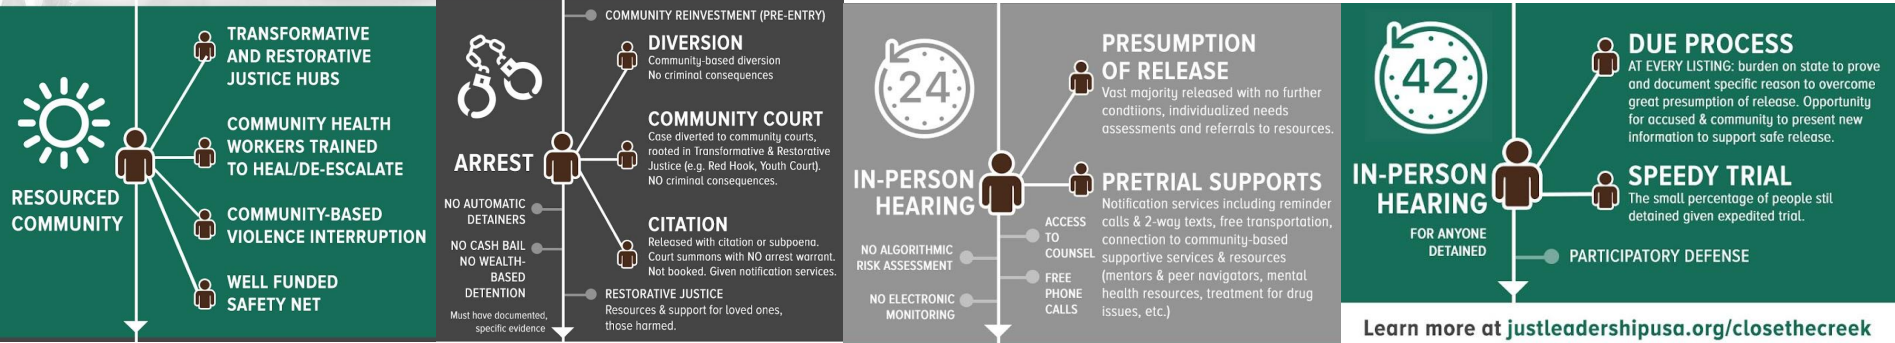 RESOURCED
COMMUNITY
TRANSFORMATIVE
AND RESTORATIVE
JUSTICE HUBS
COMMUNITY HEALTH
WORKERS TRAINED
TO HEAL/DE-ESCALATE
COMMUNITY-BASED
VIOLENCE INTERRUPTION
WELL FUNDED
SAFETY NET
COMMUNITY REINVESTMENT (PRE-ENTRY)
ARREST
DIVERSION
Community-based diversion
No criminal consequences
COMMUNITY COURT
Case diverted to community courts,
rooted in Transformative & Restorative
Justice (e.g. Red Hook, Youth Court).
NO criminal consequences.
NO AUTOMATIC
DETAINERS
NO CASH BAIL
NO WEALTH-
BASED
DETENTION
Must have documented,
specific evidence
CITATION
Released with citation or subpoena.
Court summons with NO arrest warrant.
Not booked. Given notification services.
RESTORATIVE JUSTICE
Resources & support for loved ones,
those harmed.
24
IN-PERSON
HEARING
PRESUMPTION
OF RELEASE
Vast majority released with no further
condtiions, individualized needs
assessments and referrals to resources.
PRETRIAL SUPPORTS
Notification services including reminder
calls & 2-way texts, free transportation,
connection to community-based
supportive services & resources
(mentors & peer navigators, mental
health resources, treatment for drug
issues, etc.)
ACCESS
TO
COUNSEL
NO ALGORITHMIC
RISK ASSESSMENT
FREE
PHONE
CALLS
NO ELECTRONIC
MONITORING
42
IN-PERSON
HEARING
FOR ANYONE
DETAINED
DUE PROCESS
AT EVERY LISTING: burden on state to prove
and document specific reason to overcome
great presumption of release. Opportunity
for accused & community to present new
information to support safe release.
SPEEDY TRIAL
The small percentage of people stil
detained given expedited trial.
PARTICIPATORY DEFENSE
Learn more at justleadershipusa.org/closethecreek